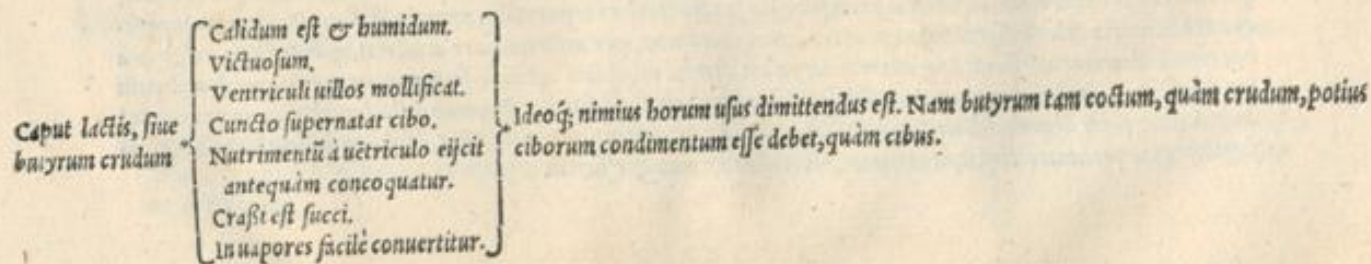 Caput lactis, siue
butyrum crudum
Calidum est & humidum.
Victuosum.
Ventriculi uillos mollificat.
Cuncto supernatat cibo.
Nutrimentū à uētriculo eijcit
antequàm concoquatur.
Craßi est succi.
In uapores facilè conuertitur.
Ideoq́; nimius horum usus dimittendus est. Nam butyrum tam coctum, quàm crudum, potius
ciborum condimentum esse debet, quàm cibus.